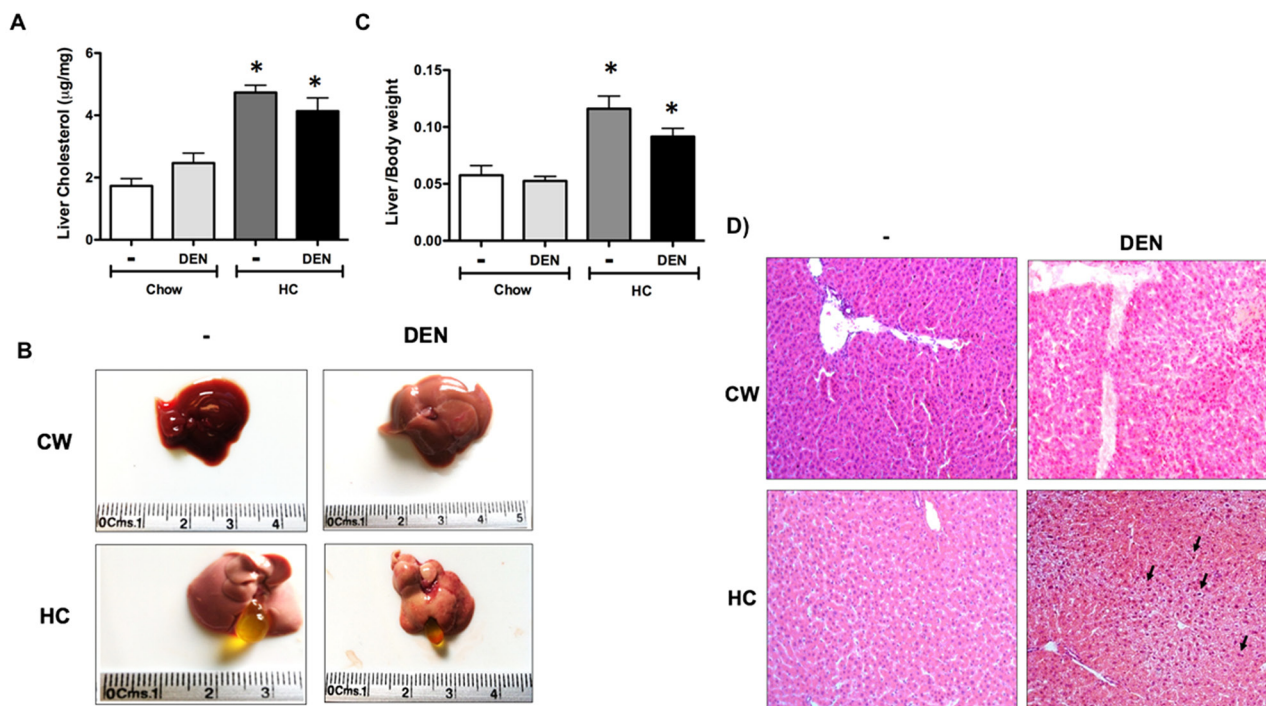 A
Liver Cholesterol (µg/mg)
6
4
2
0
*
*
-
DEN
-
DEN
Chow
HC
C
Liver /Body weight
0.15
0.10
0.05
0.00
*
*
-
DEN
-
DEN
Chow
HC
B
-
DEN
CW
0Cms.1 2 3 4
0Cms.1 2 3 4 5
HC
0Cms.1 2 3
0Cms.1 2 3 4
D)
-
DEN
CW
HC